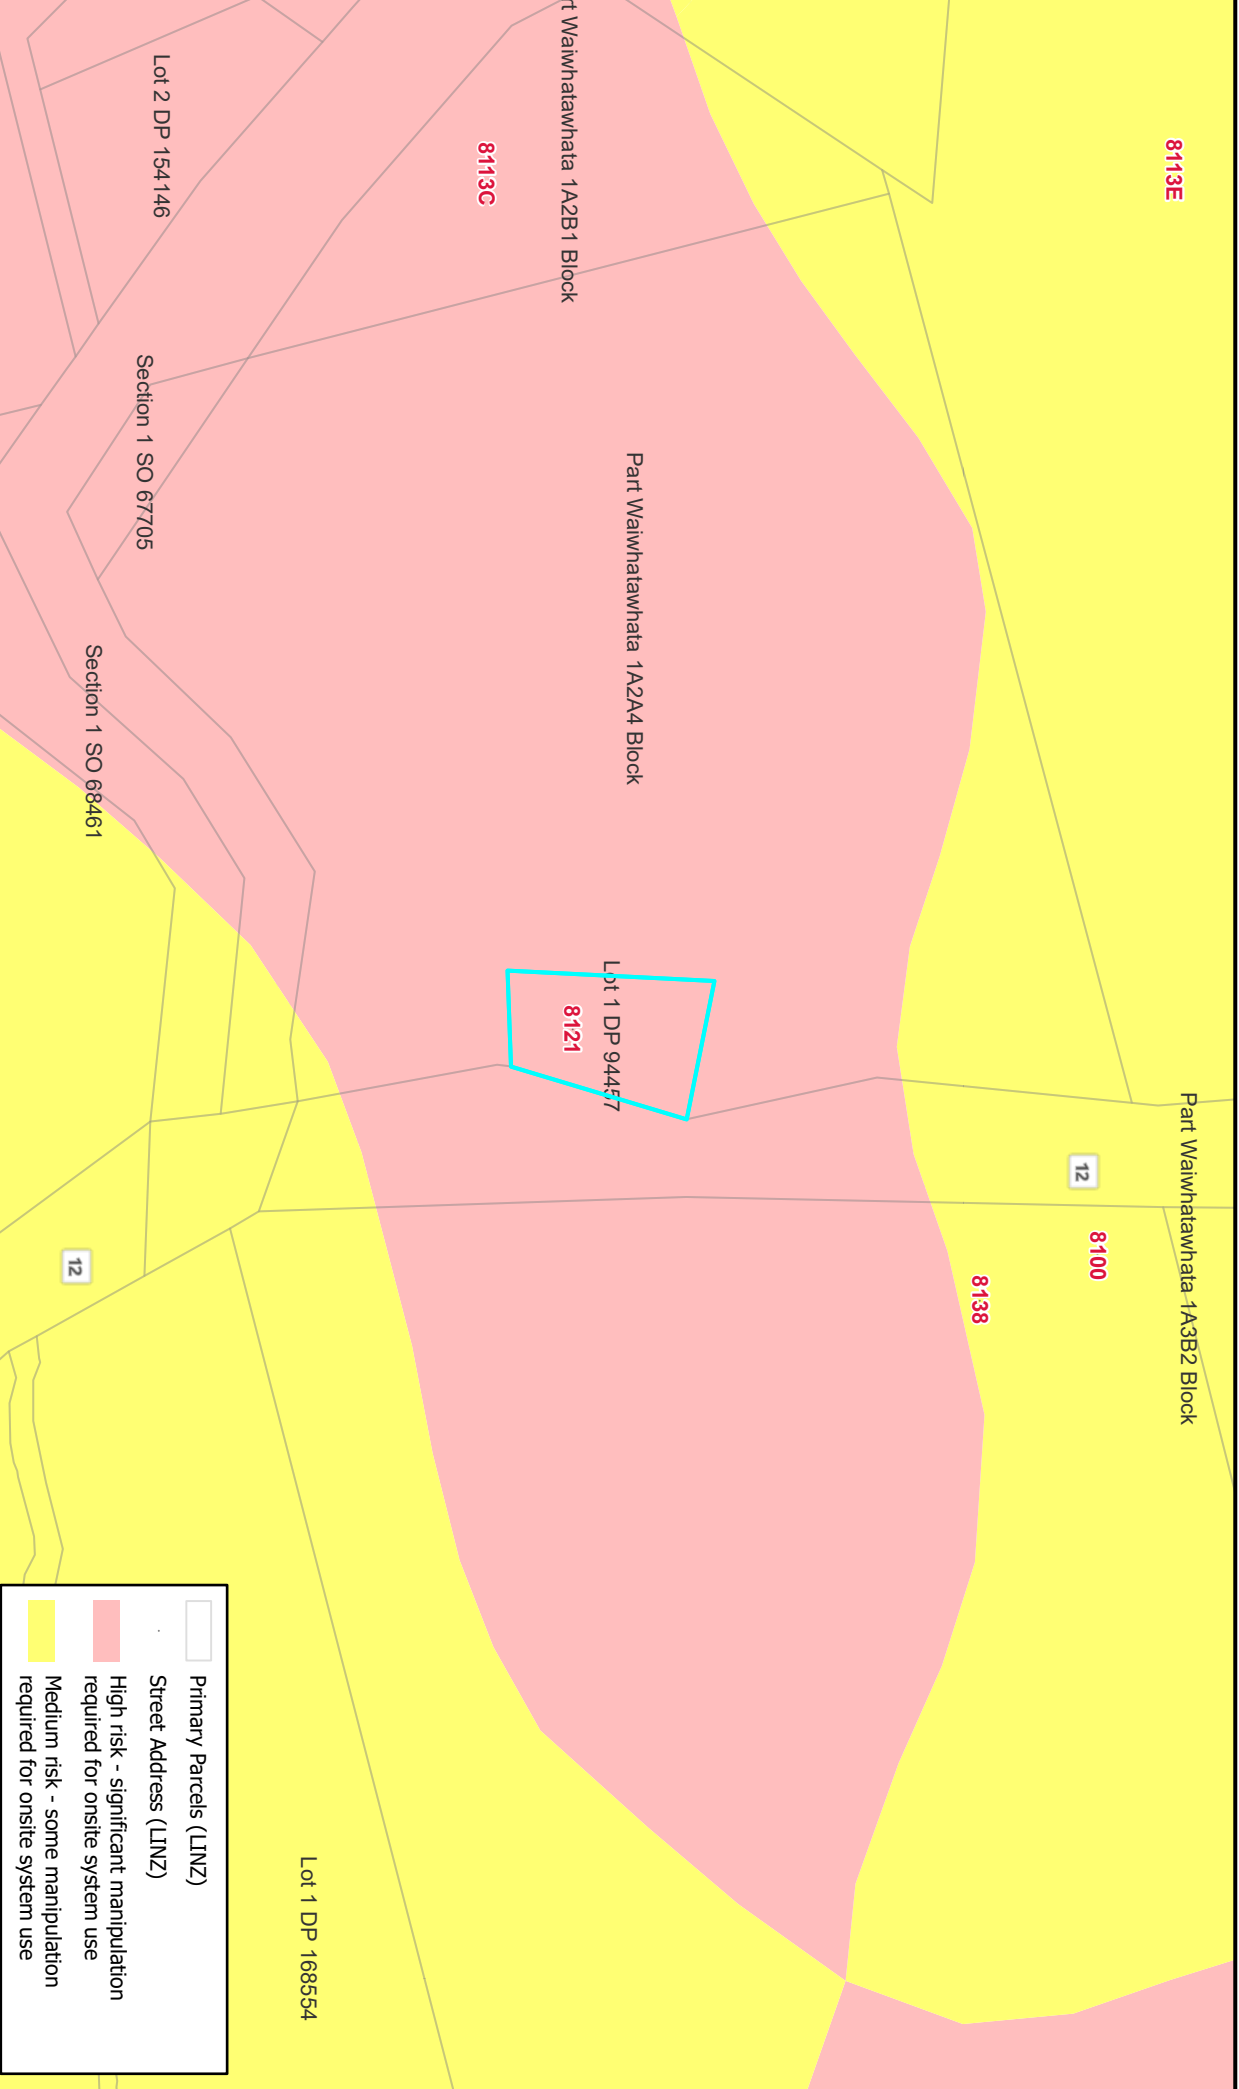 8113E
Part Waiwhatawhata 1A3B2 Block
12
8100
8138
Part Waiwhatawhata 1A2A4 Block
Lot 1 DP 94457
8121
rt Waiwhatawhata 1A2B1 Block
8113C
Lot 1 DP 168554
Lot 2 DP 154146
Section 1 SO 67705
Section 1 SO 68461
12
Primary Parcels (LINZ)
Street Address (LINZ)
High risk - significant manipulation
required for onsite system use
Medium risk - some manipulation
required for onsite system use